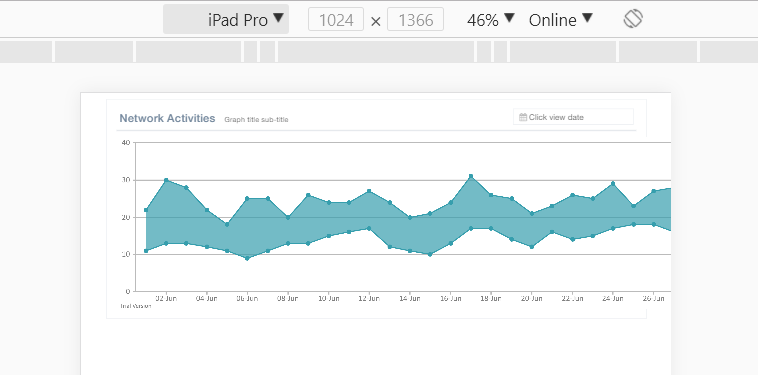 iPad Pro ▼ 1024 × 1366 46% ▼ Online ▼
Network Activities Graph title sub-title Click view date
40
30
20
10
0
02 Jun 04 Jun 06 Jun 08 Jun 10 Jun 12 Jun 14 Jun 16 Jun 18 Jun 20 Jun 22 Jun 24 Jun 26 Jun
Trial Version